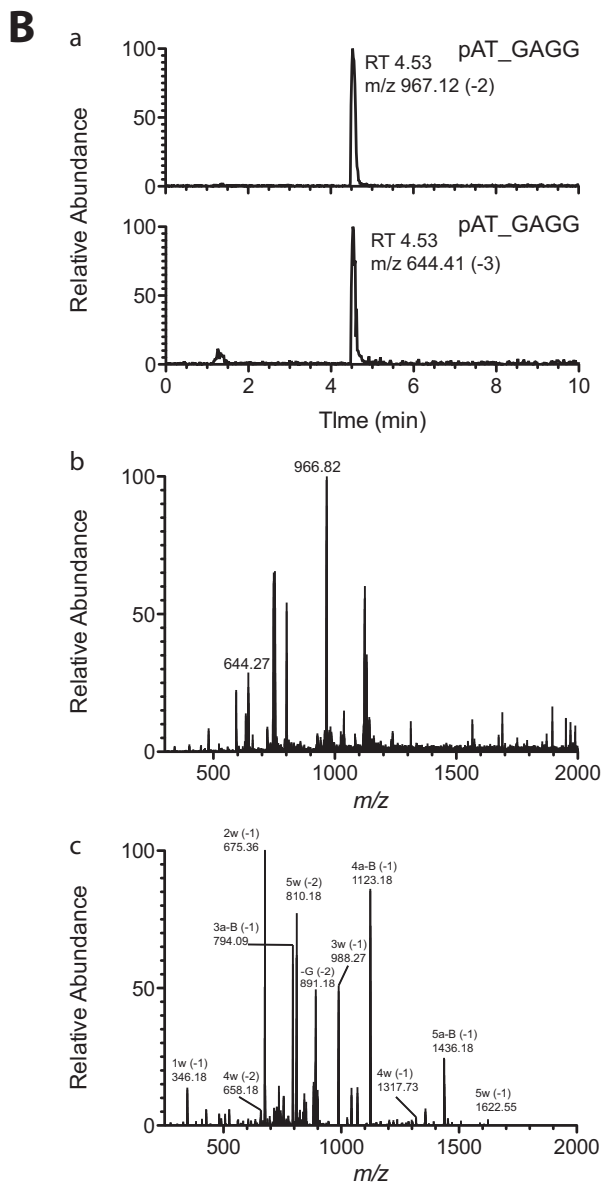 B
a
pAT_GAGG
RT 4.53
m/z 967.12 (-2)
100
50
0
pAT_GAGG
RT 4.53
m/z 644.41 (-3)
100
50
0
0 2 4 6 8 10
TIme (min)
Relative Abundance
b
966.82
644.27
100
50
0
500 1000 1500 2000
m/z
Relative Abundance
c
2w (-1)
675.36
5w (-2)
810.18
4a-B (-1)
1123.18
3a-B (-1)
794.09
-G (-2)
891.18
3w (-1)
988.27
1w (-1)
346.18
4w (-2)
658.18
4w (-1)
1317.73
5a-B (-1)
1436.18
5w (-1)
1622.55
100
50
0
500 1000 1500 2000
m/z
Relative Abundance